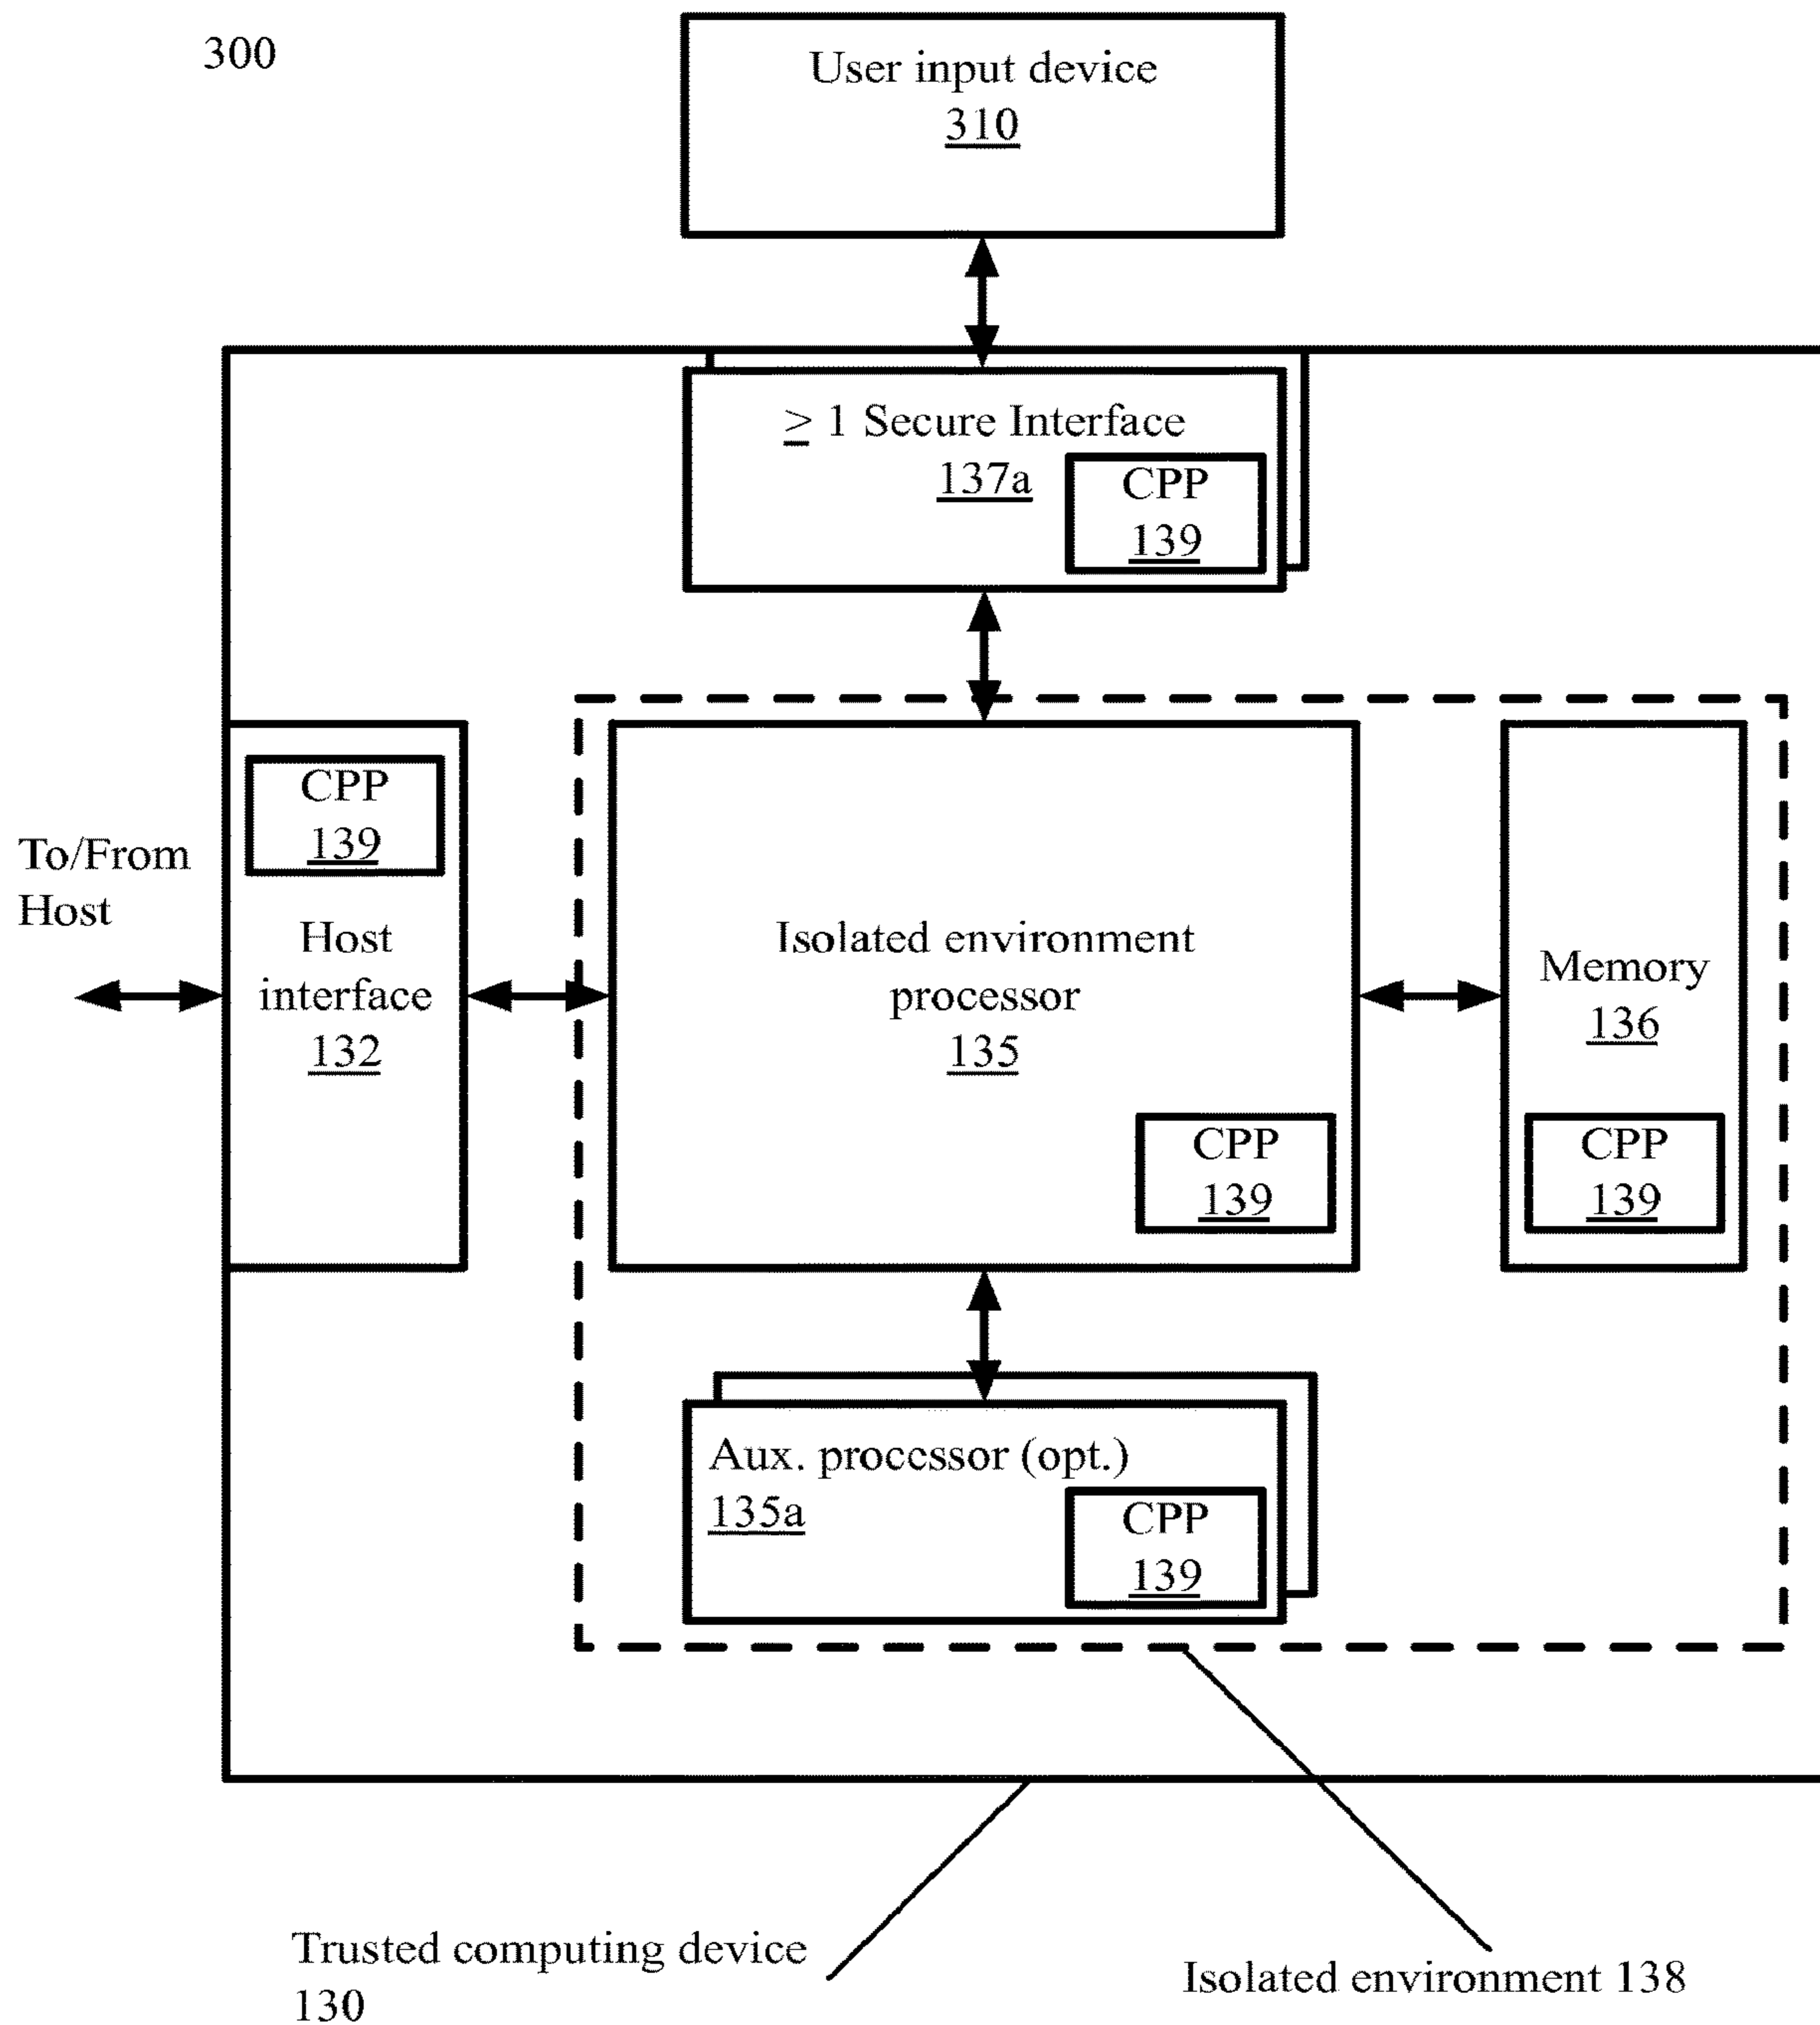 300
User input device
310
≥ 1 Secure Interface
137a
CPP
139
To/From
Host
CPP
139
Host
interface
132
Isolated environment
processor
135
CPP
139
Memory
136
CPP
139
Aux. processor (opt.)
135a
CPP
139
Trusted computing device
130
Isolated environment 138